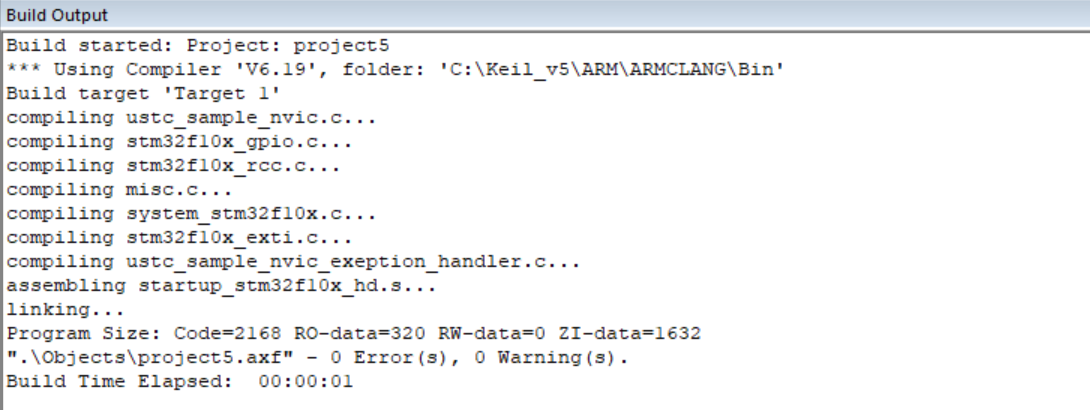 Build Output
Build started: Project: project5
*** Using Compiler 'V6.19', folder: 'C:\Keil_v5\ARM\ARMCLANG\Bin'
Build target 'Target 1'
compiling ustc_sample_nvic.c...
compiling stm32f10x_gpio.c...
compiling stm32f10x_rcc.c...
compiling misc.c...
compiling system_stm32f10x.c...
compiling stm32f10x_exti.c...
compiling ustc_sample_nvic_exeption_handler.c...
assembling startup_stm32f10x_hd.s...
linking...
Program Size: Code=2168 RO-data=320 RW-data=0 ZI-data=1632
".\Objects\project5.axf" - 0 Error(s), 0 Warning(s).
Build Time Elapsed:  00:00:01